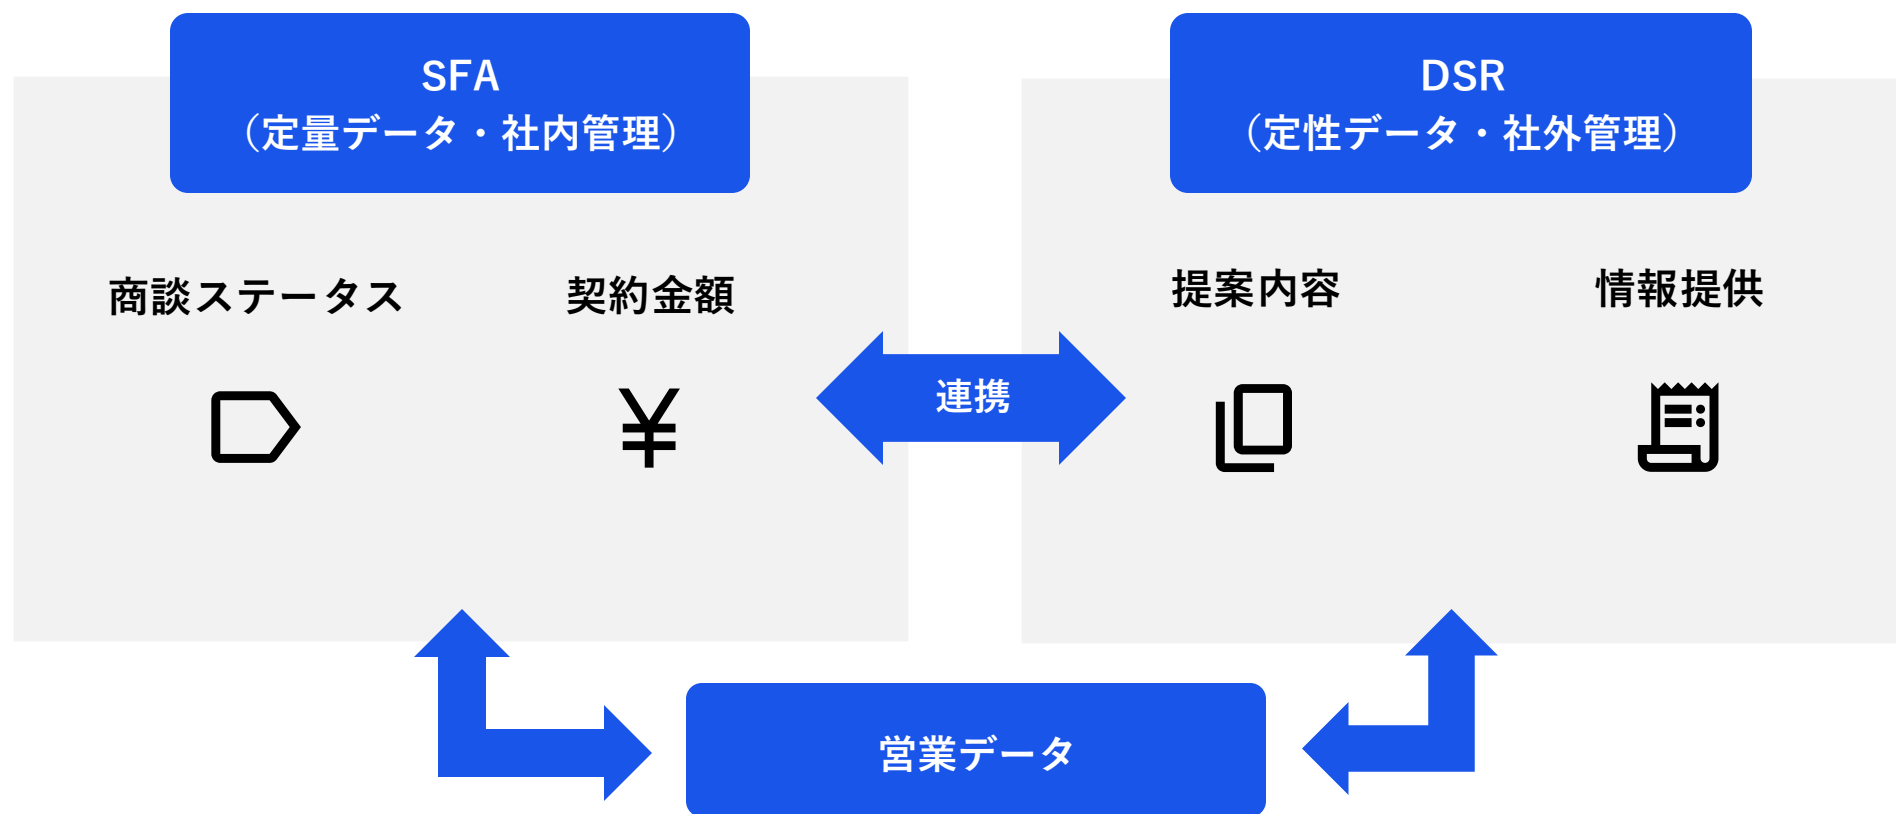 SFA
（定量データ・社内管理）
商談ステータス
契約金額
DSR
（定性データ・社外管理）
提案内容
情報提供
連携
営業データ